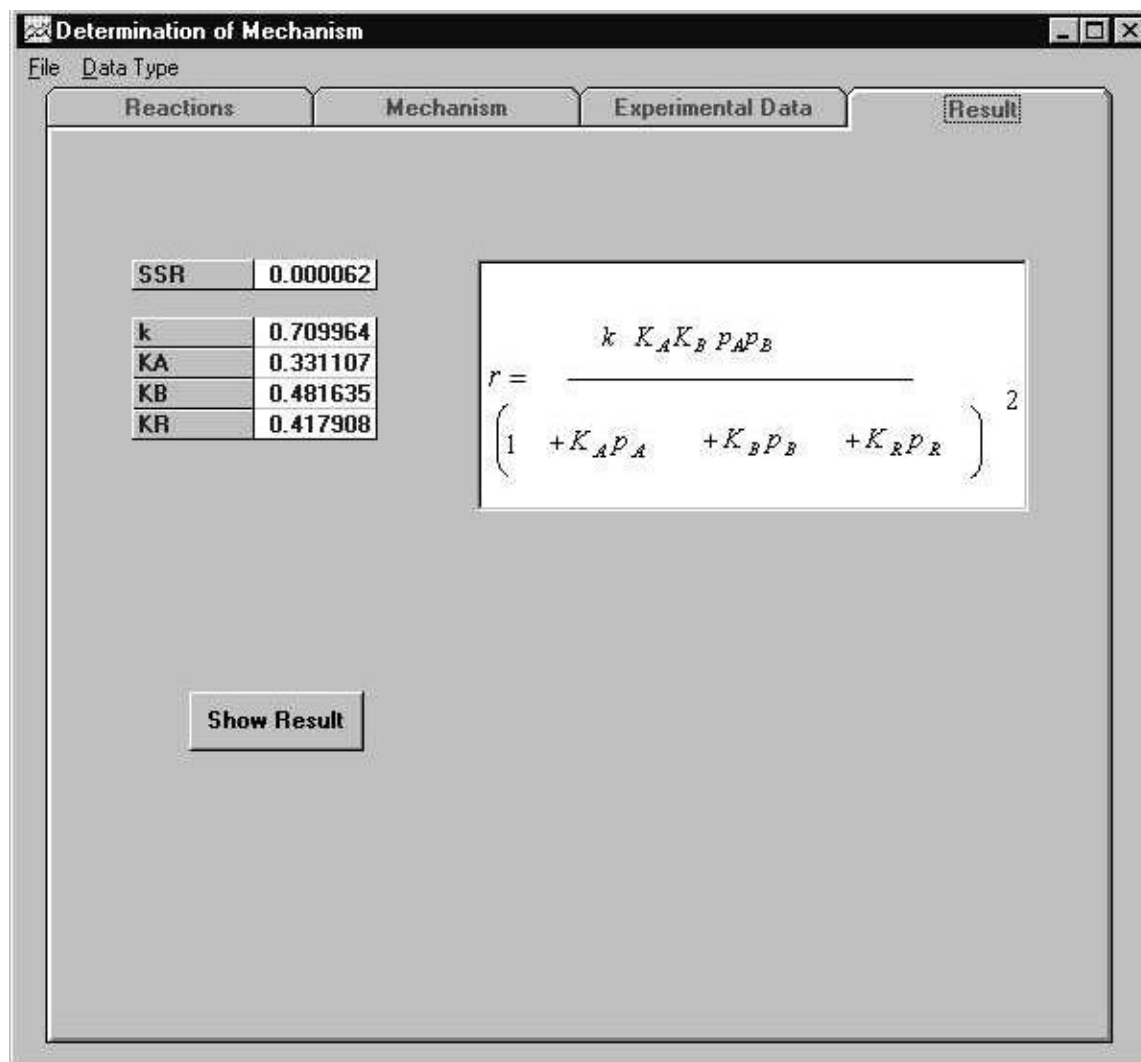 Determination of Mechanism
File Data Type
Reactions Mechanism Experimental Data Result
SSR 0.000062
k 0.709964
KA 0.331107
KB 0.481635
KR 0.417908
k K_A K_B p_A p_B
r =
(1 + K_A p_A + K_B p_B + K_R p_R) 2
Show Result